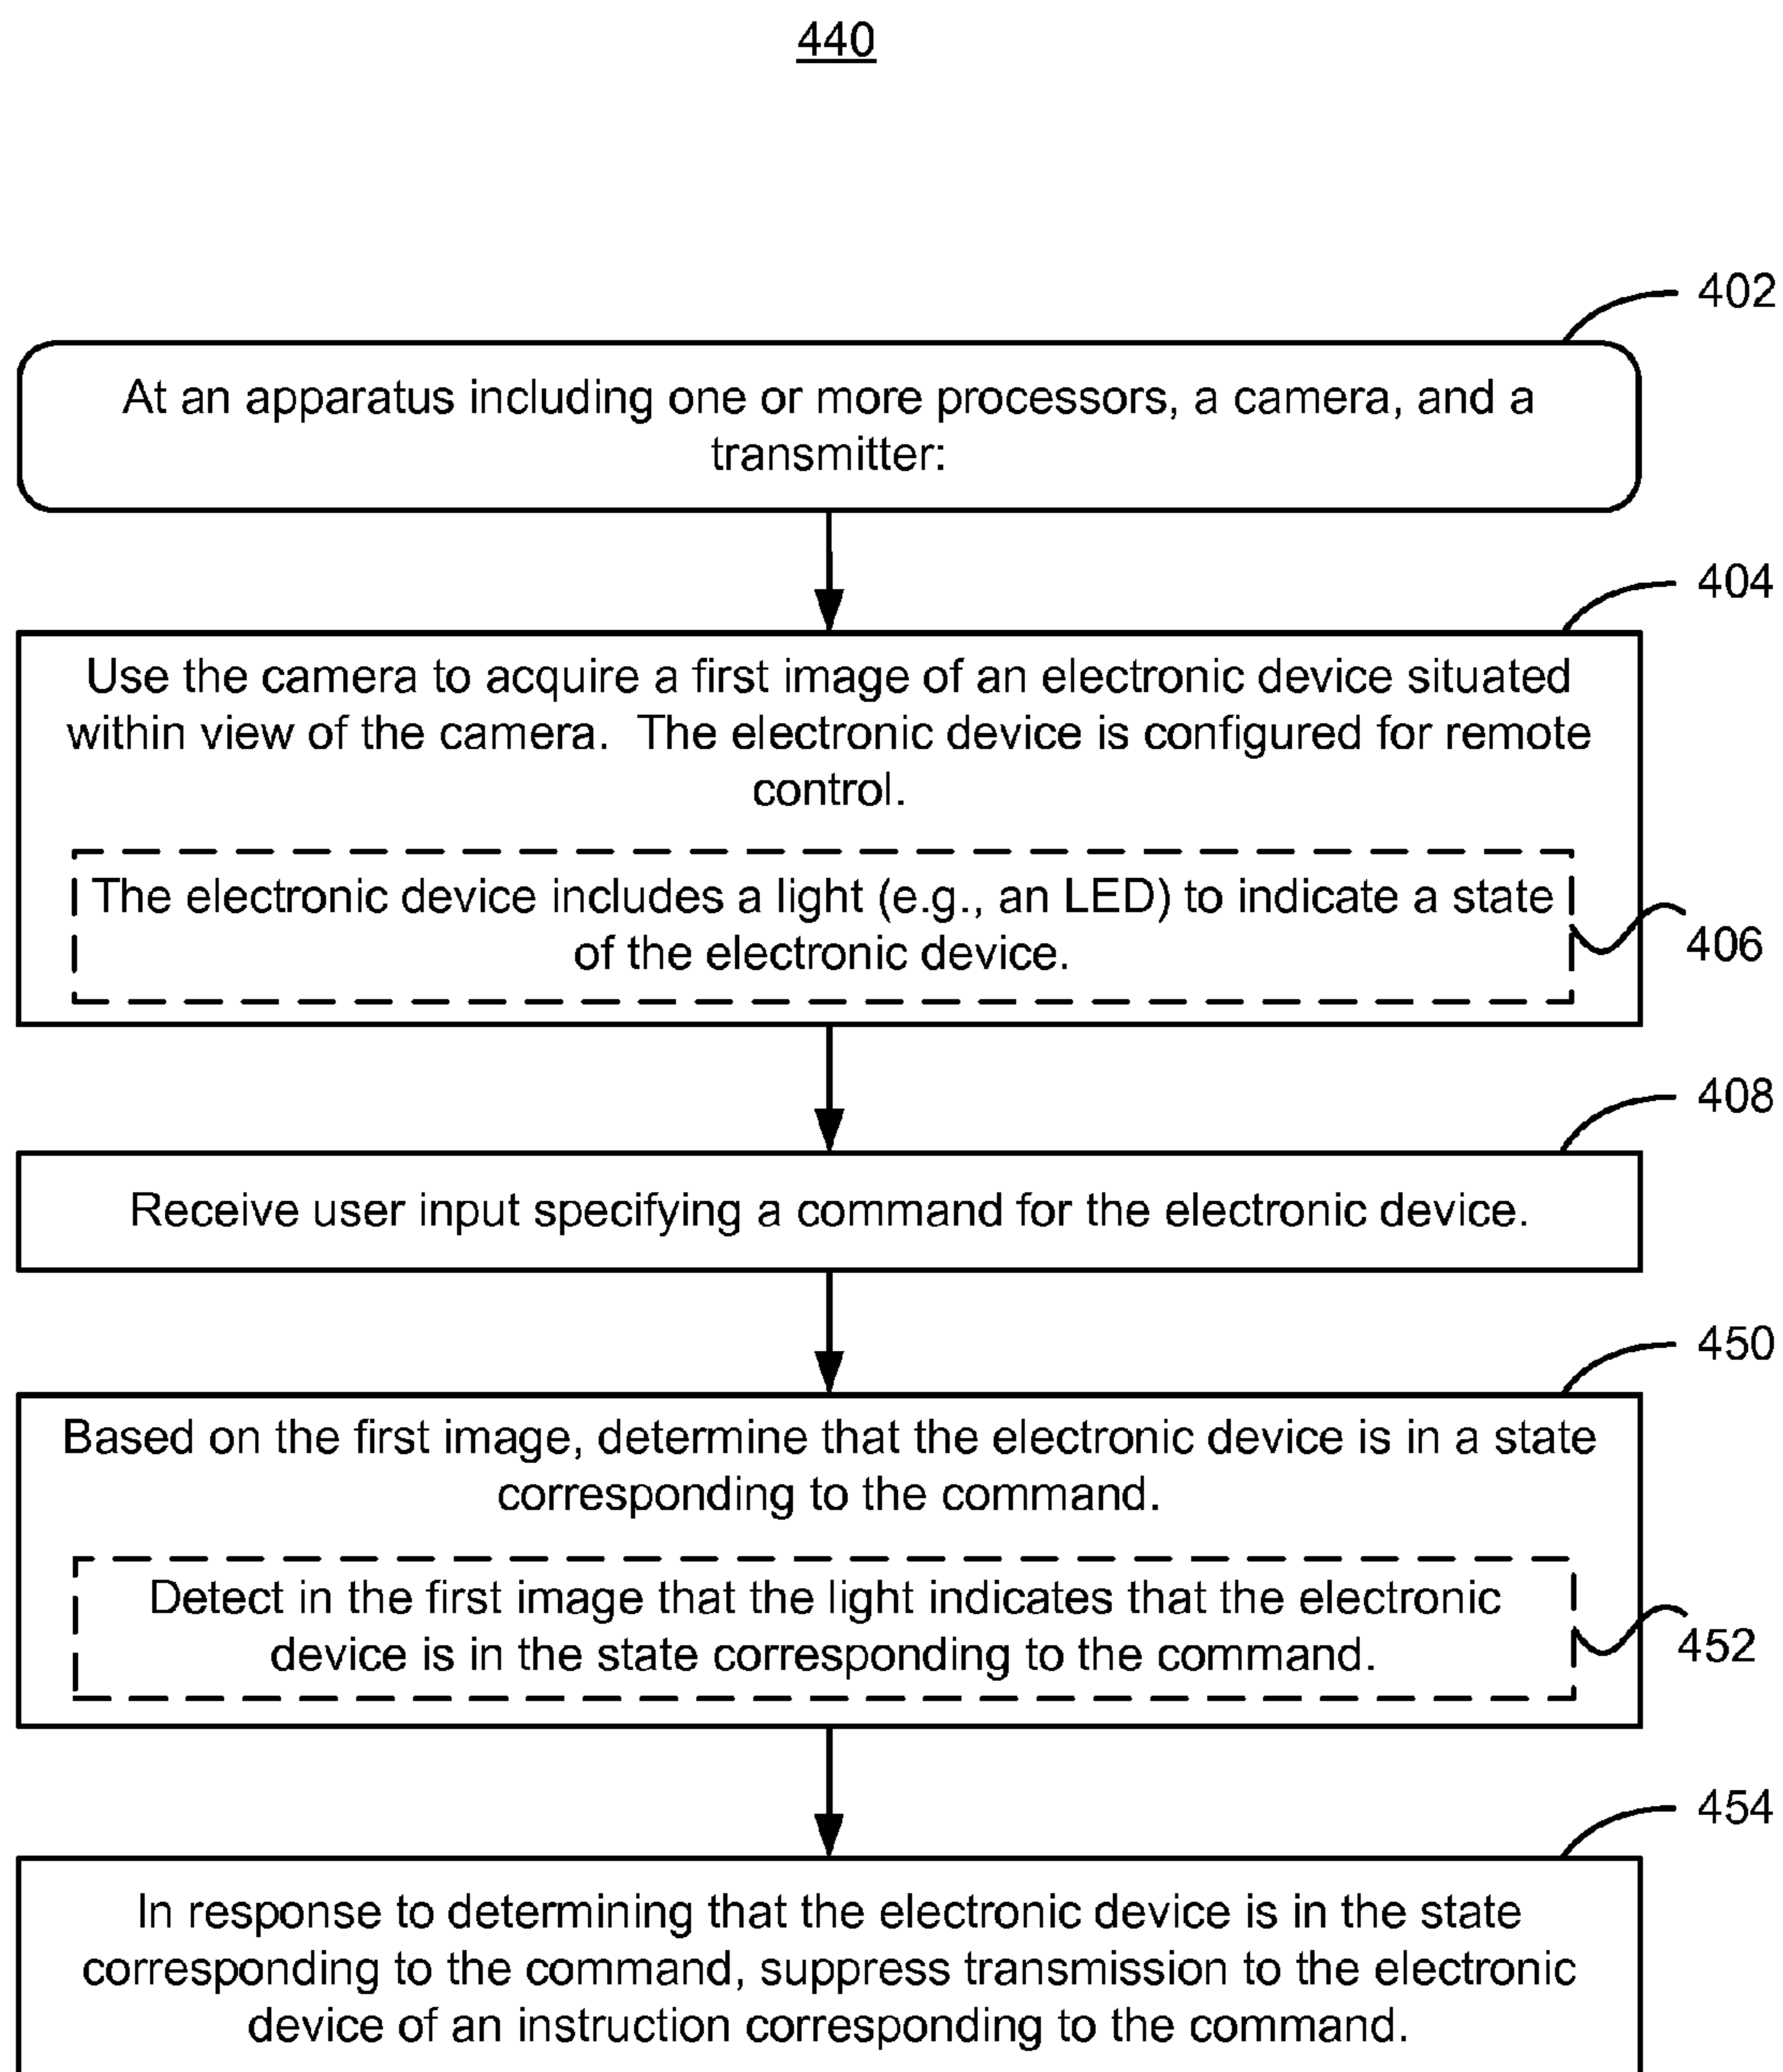 440
402
At an apparatus including one or more processors, a camera, and a
transmitter:
404
Use the camera to acquire a first image of an electronic device situated
within view of the camera.  The electronic device is configured for remote
control.
The electronic device includes a light (e.g., an LED) to indicate a state
of the electronic device.
406
408
Receive user input specifying a command for the electronic device.
450
Based on the first image, determine that the electronic device is in a state
corresponding to the command.
Detect in the first image that the light indicates that the electronic
device is in the state corresponding to the command.
452
454
In response to determining that the electronic device is in the state
corresponding to the command, suppress transmission to the electronic
device of an instruction corresponding to the command.